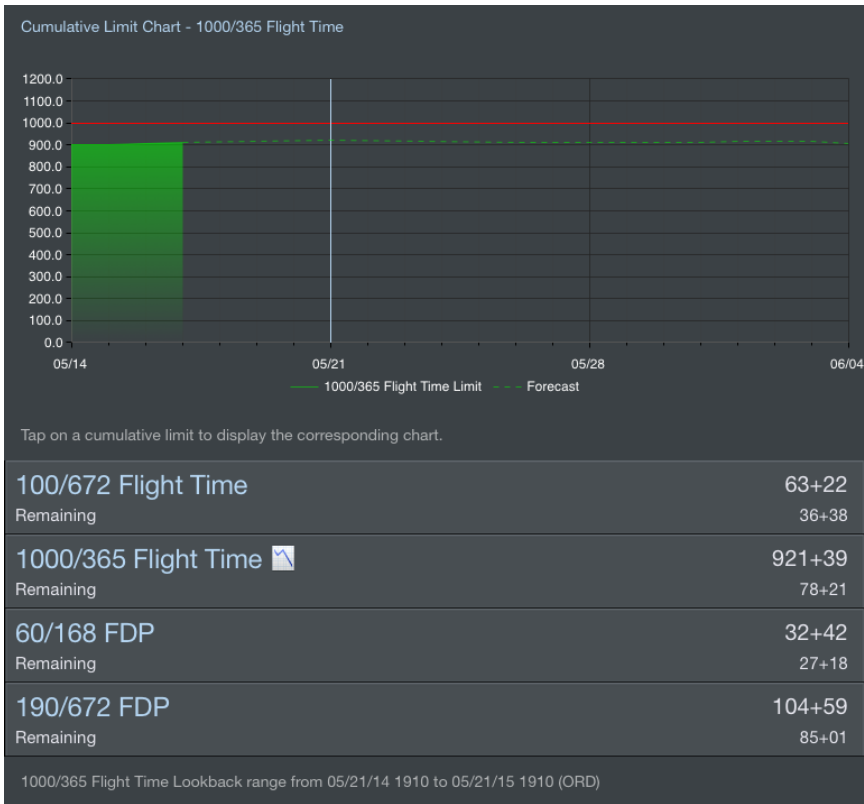 Cumulative Limit Chart - 1000/365 Flight Time
1200.0
1100.0
1000.0
900.0
800.0
700.0
600.0
500.0
400.0
300.0
200.0
100.0
0.0
05/14 05/21 05/28 06/04
1000/365 Flight Time Limit Forecast
Tap on a cumulative limit to display the corresponding chart.
100/672 Flight Time 63+22
Remaining 36+38
1000/365 Flight Time 921+39
Remaining 78+21
60/168 FDP 32+42
Remaining 27+18
190/672 FDP 104+59
Remaining 85+01
1000/365 Flight Time Lookback range from 05/21/14 1910 to 05/21/15 1910 (ORD)